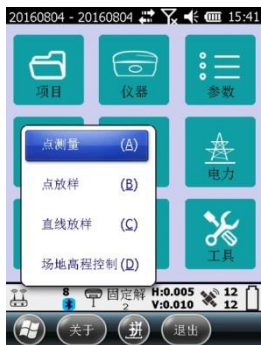 20160804 - 20160804 15:41
项目 仪器 参数
点测量 (A)
点放样 (B)
直线放样 (C)
场地高程控制 (D)
电力
工具
8 固定解 H:0.005 12
2 V:0.010 12
关于 拼 退出